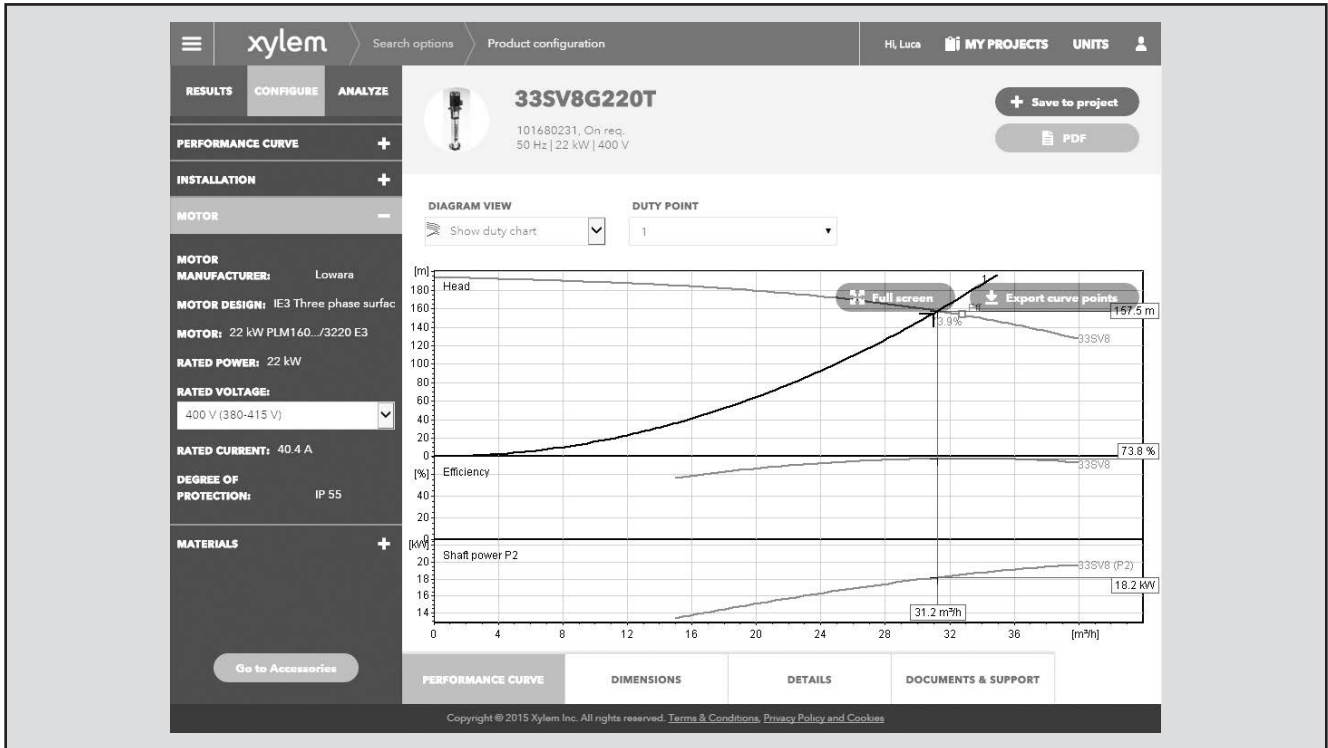 xylem
Search options
Product configuration
Hi, Luca
MY PROJECTS
UNITS
RESULTS
CONFIGURE
ANALYZE
PERFORMANCE CURVE +
INSTALLATION +
MOTOR −
MOTOR
MANUFACTURER: Lowara
MOTOR DESIGN: IE3 Three phase surfac
MOTOR: 22 kW PLM160.../3220 E3
RATED POWER: 22 kW
RATED VOLTAGE:
400 V (380-415 V)
RATED CURRENT: 40.4 A
DEGREE OF
PROTECTION: IP 55
MATERIALS +
Go to Accessories
33SV8G220T
101680231, On req.
50 Hz | 22 kW | 400 V
+ Save to project
PDF
DIAGRAM VIEW
Show duty chart
DUTY POINT
1
[m]
Head
180
160
140
120
100
80
60
40
20
0
1
Full screen
Export curve points
157.5 m
Eff
3.9%
33SV8
73.8 %
[%]
Efficiency
33SV8
40
20
0
[kW]
Shaft power P2
20
18
16
14
33SV8 (P2)
18.2 kW
31.2 m³/h
0 4 8 12 16 20 24 28 32 36 [m³/h]
PERFORMANCE CURVE
DIMENSIONS
DETAILS
DOCUMENTS & SUPPORT
Copyright © 2015 Xylem Inc. All rights reserved. Terms & Conditions, Privacy Policy and Cookies